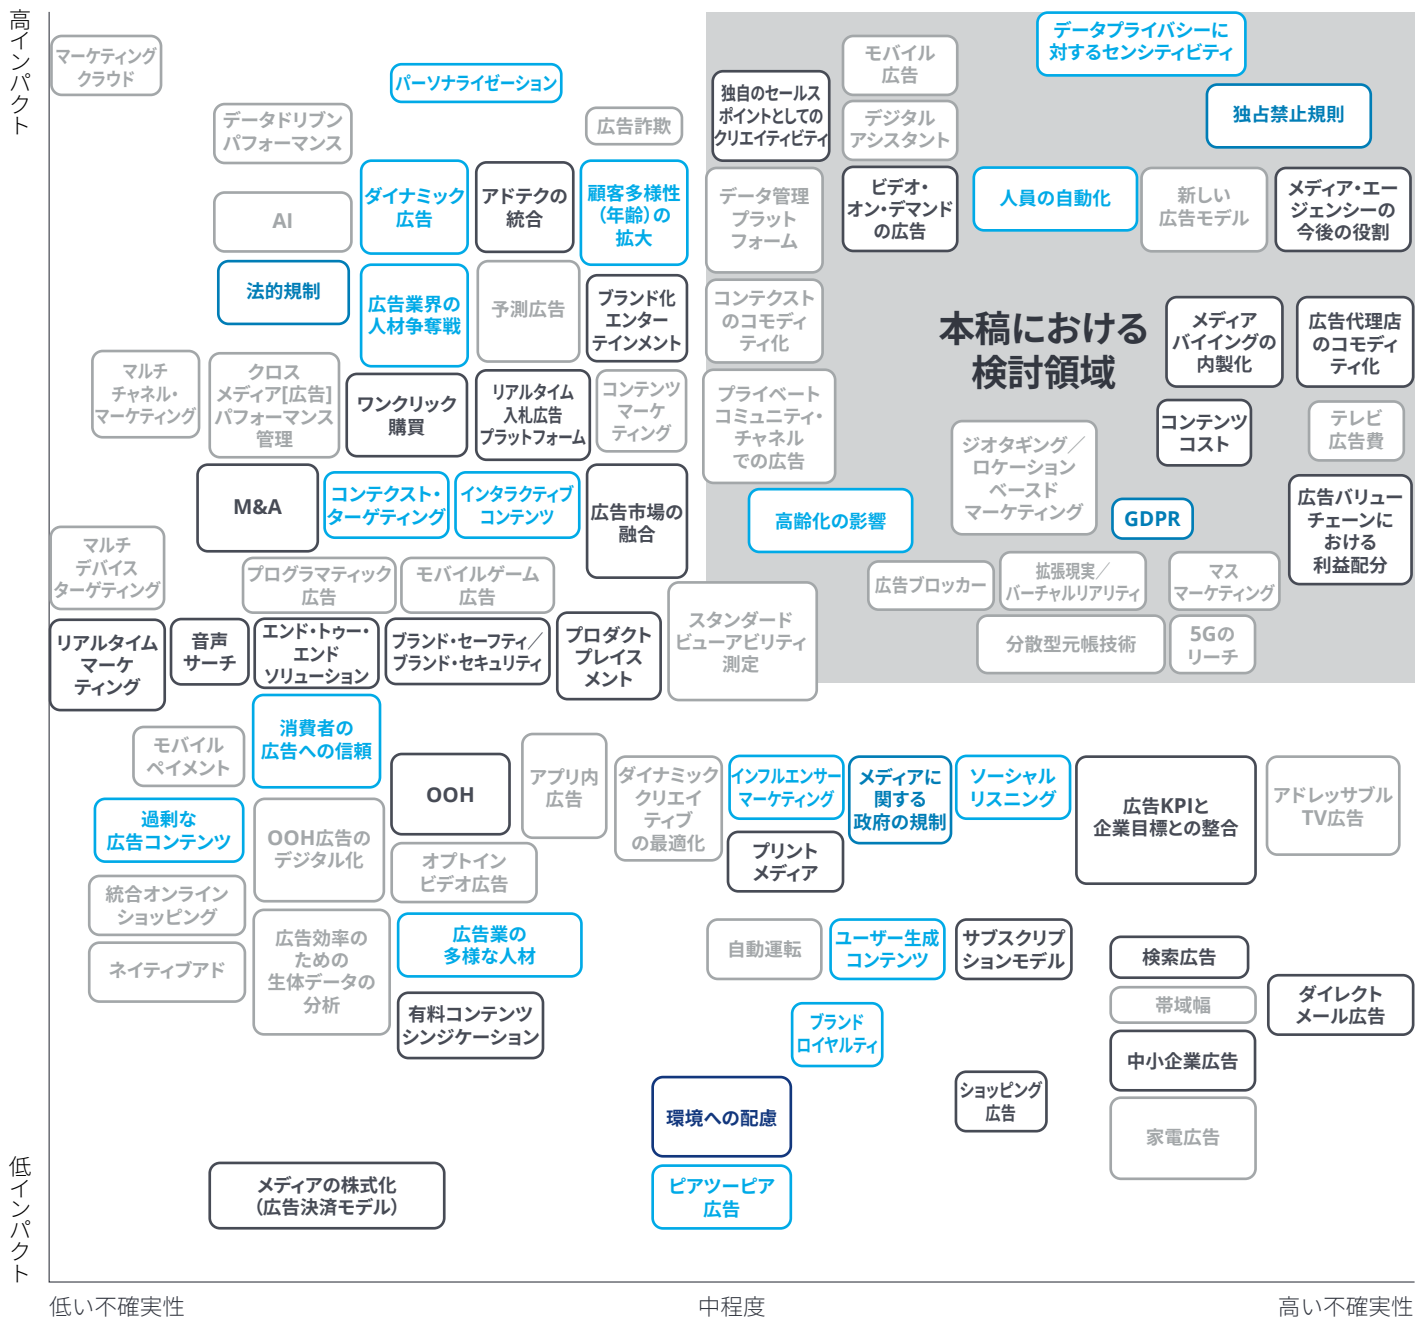 高インパクト
マーケティング
クラウド
パーソナライゼーション
データドリブン
パフォーマンス
広告詐欺
AI
ダイナミック
広告
アドテクの
統合
顧客多様性
（年齢）の
拡大
法的規制
広告業界の
人材争奪戦
予測広告
ブランド化
エンター
テインメント
マルチ
チャネル・
マーケティング
クロス
メディア[広告]
パフォーマンス
管理
ワンクリック
購買
リアルタイム
入札広告
プラットフォーム
コンテンツ
マーケ
ティング
M&A
コンテクスト・
ターゲティング
インタラクティブ
コンテンツ
広告市場の
融合
マルチ
デバイス
ターゲティング
プログラマティック
広告
モバイルゲーム
広告
リアルタイム
マーケ
ティング
音声
サーチ
エンド・トゥー・
エンド
ソリューション
ブランド・セーフティ／
ブランド・セキュリティ
プロダクト
プレイス
メント
スタンダード
ビューアビリティ
測定
データプライバシーに
対するセンシティビティ
モバイル
広告
独自のセールス
ポイントとしての
クリエイティビティ
デジタル
アシスタント
独占禁止規則
データ管理
プラット
フォーム
ビデオ・
オン・デマンド
の広告
人員の自動化
新しい
広告モデル
メディア・エー
ジェンシーの
今後の役割
コンテクスト
のコモディ
ティ化
本稿における
検討領域
メディア
バイイングの
内製化
広告代理店
のコモディ
ティ化
プライベート
コミュニティ・
チャネル
での広告
ジオタギング／
ロケーション
ベースド
マーケティング
コンテンツ
コスト
テレビ
広告費
高齢化の影響
GDPR
広告バリュー
チェーンに
おける
利益配分
広告ブロッカー
拡張現実／
バーチャルリアリティ
マス
マーケティング
分散型元帳技術
5Gの
リーチ
モバイル
ペイメント
消費者の
広告への信頼
OOH
アプリ内
広告
ダイナミック
クリエイ
ティブ
の最適化
インフルエンサー
マーケティング
メディアに
関する
政府の規制
ソーシャル
リスニング
広告KPIと
企業目標との整合
アドレッサブル
TV広告
過剰な
広告コンテンツ
OOH広告の
デジタル化
オプトイン
ビデオ広告
プリント
メディア
統合オンライン
ショッピング
広告効率の
ための
生体データの
分析
広告業の
多様な人材
自動運転
ユーザー生成
コンテンツ
サブスクリプ
ションモデル
検索広告
ネイティブアド
有料コンテンツ
シンジケーション
帯域幅
ダイレクト
メール広告
ブランド
ロイヤルティ
中小企業広告
環境への配慮
ショッピング
広告
家電広告
メディアの株式化
（広告決済モデル）
ピアツーピア
広告
低インパクト
低い不確実性
中程度
高い不確実性